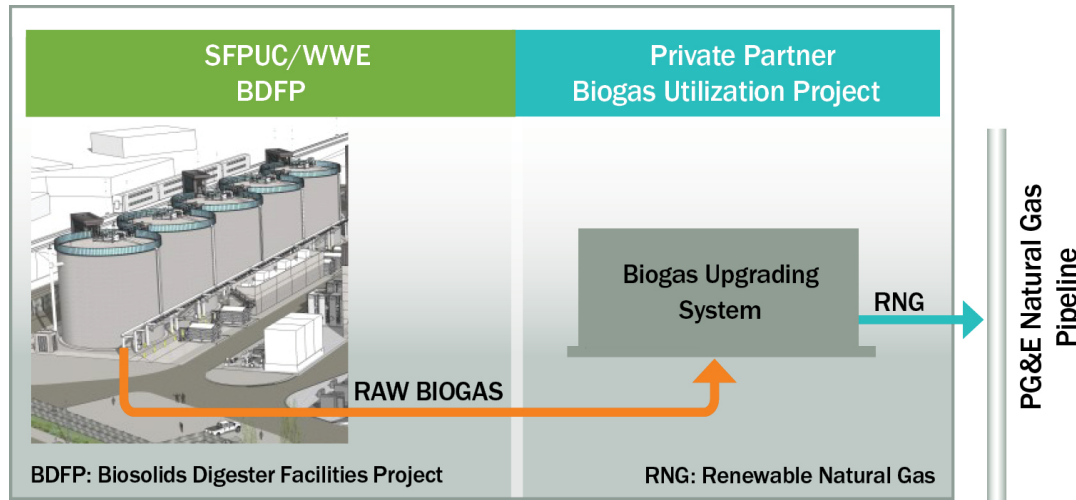 SFPUC/WWE
BDFP
Private Partner
Biogas Utilization Project
Biogas Upgrading
System
RNG
RAW BIOGAS
BDFP: Biosolids Digester Facilities Project
RNG: Renewable Natural Gas
PG&E Natural Gas
Pipeline